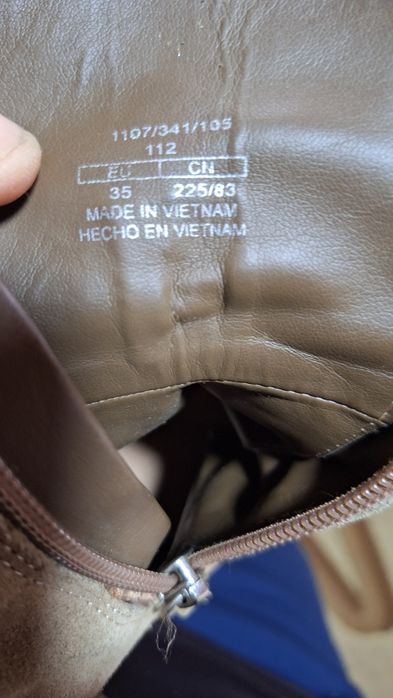 1107/341/105
112
EU CN
35 225/83
MADE IN VIETNAM
HECHO EN VIETNAM